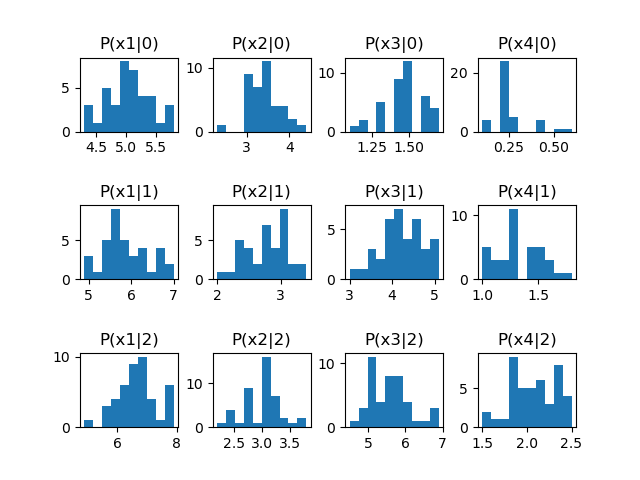 P(x1|0) P(x2|0) P(x3|0) P(x4|0)
5 0 10 0 10 0 20 0
4.5 5.0 5.5 3 4 1.25 1.50 0.25 0.50
P(x1|1) P(x2|1) P(x3|1) P(x4|1)
5 0 5 0 5 0 10 0
5 6 7 2 3 3 4 5 1.0 1.5
P(x1|2) P(x2|2) P(x3|2) P(x4|2)
10 0 10 0 10 0 5 0
6 8 2.5 3.0 3.5 5 6 7 1.5 2.0 2.5